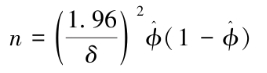 n = (1.96/δ)² ϕ̂(1 − ϕ̂)